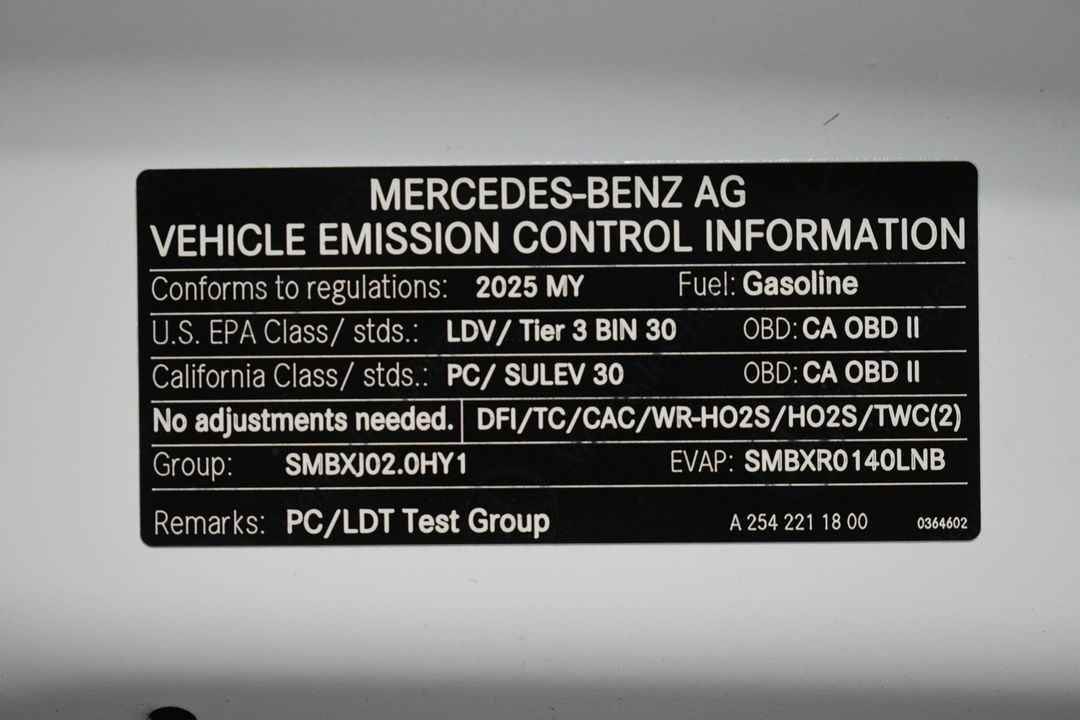 MERCEDES-BENZ AG
VEHICLE EMISSION CONTROL INFORMATION
Conforms to regulations: 2025 MY Fuel: Gasoline
U.S. EPA Class/ stds.: LDV/ Tier 3 BIN 30 OBD: CA OBD II
California Class/ stds.: PC/ SULEV 30 OBD: CA OBD II
No adjustments needed. DFI/TC/CAC/WR-HO2S/HO2S/TWC(2)
Group: SMBXJ02.0HY1 EVAP: SMBXR0140LNB
Remarks: PC/LDT Test Group A 254 221 18 00 0364602